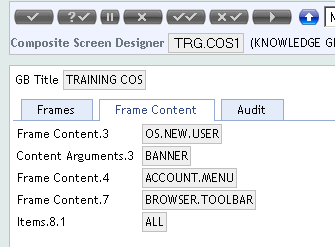 Composite Screen Designer TRG.COS1 (KNOWLEDGE
GB Title TRAINING COS
Frames Frame Content Audit
Frame Content.3 OS.NEW.USER
Content Arguments.3 BANNER
Frame Content.4 ACCOUNT.MENU
Frame Content.7 BROWSER.TOOLBAR
Items.8.1 ALL